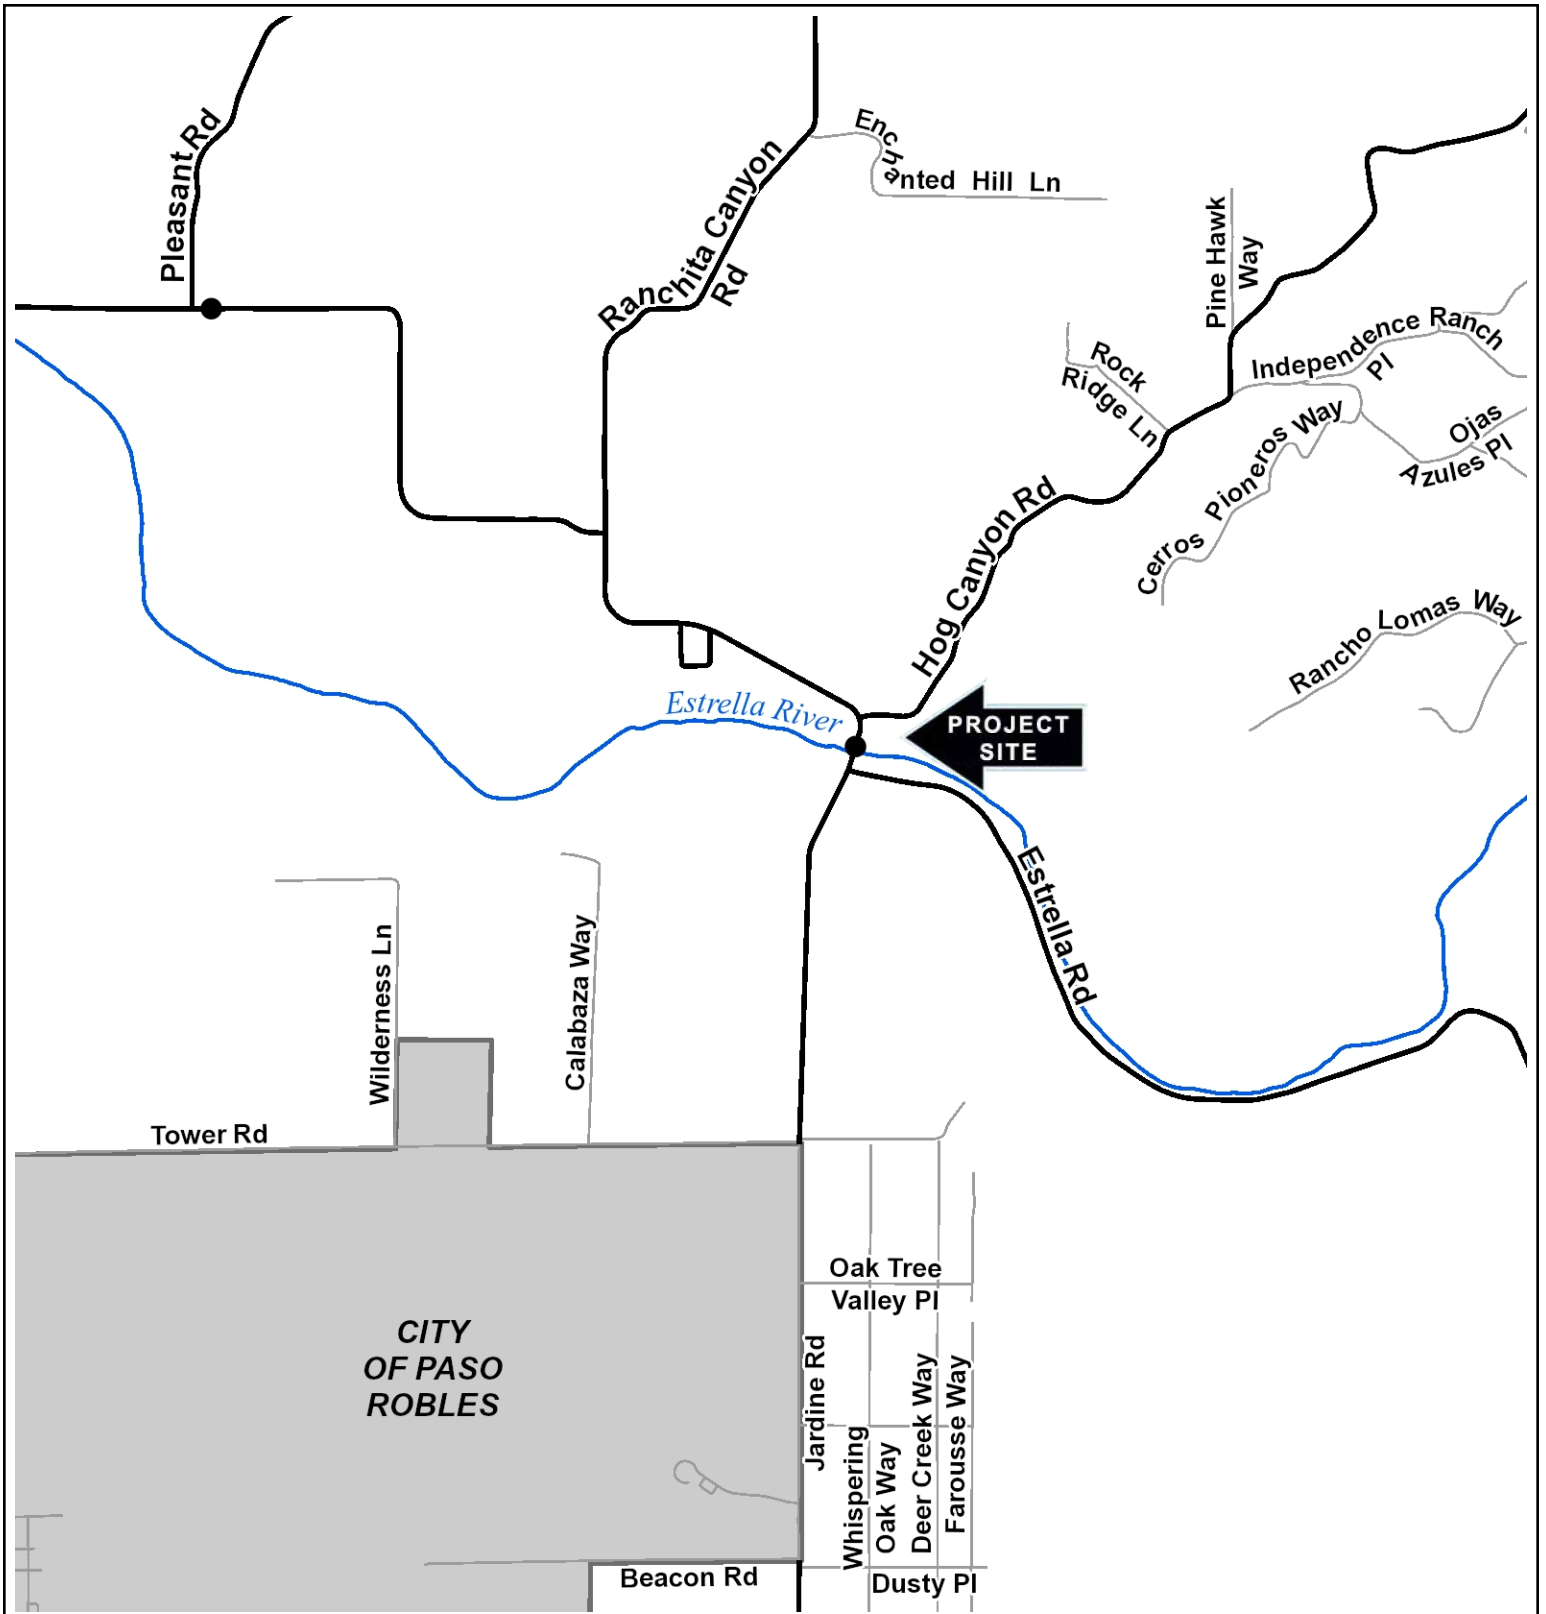 Pleasant Rd
Ranchita Canyon
Rd
Enchanted Hill Ln
Pine Hawk
Way
Rock
Ridge Ln
Independence Ranch
Pl
Ojas
Azules Pl
Cerros Pioneros Way
Hog Canyon Rd
Rancho Lomas Way
Estrella River
PROJECT
SITE
Estrella Rd
Wilderness Ln
Calabaza Way
Tower Rd
Oak Tree
Valley Pl
CITY
OF PASO
ROBLES
Jardine Rd
Whispering
Oak Way
Deer Creek Way
Farousse Way
Beacon Rd
Dusty Pl